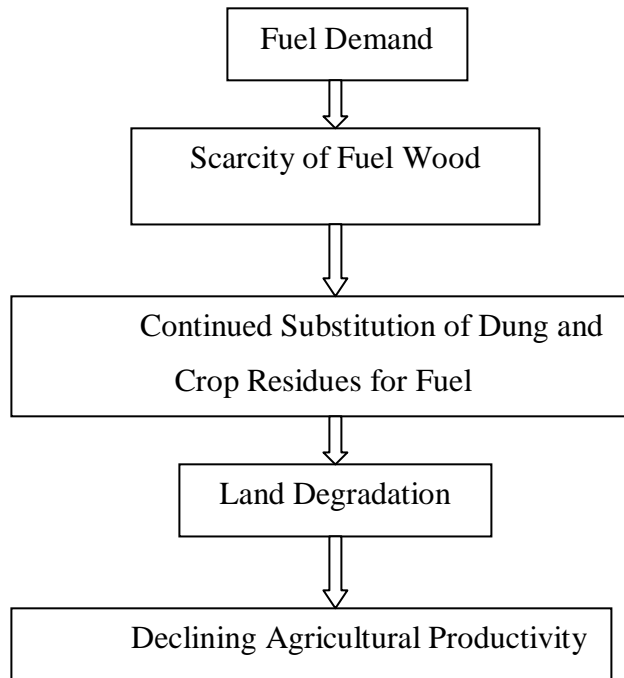 Fuel Demand
Scarcity of Fuel Wood
Continued Substitution of Dung and
Crop Residues for Fuel
Land Degradation
Declining Agricultural Productivity